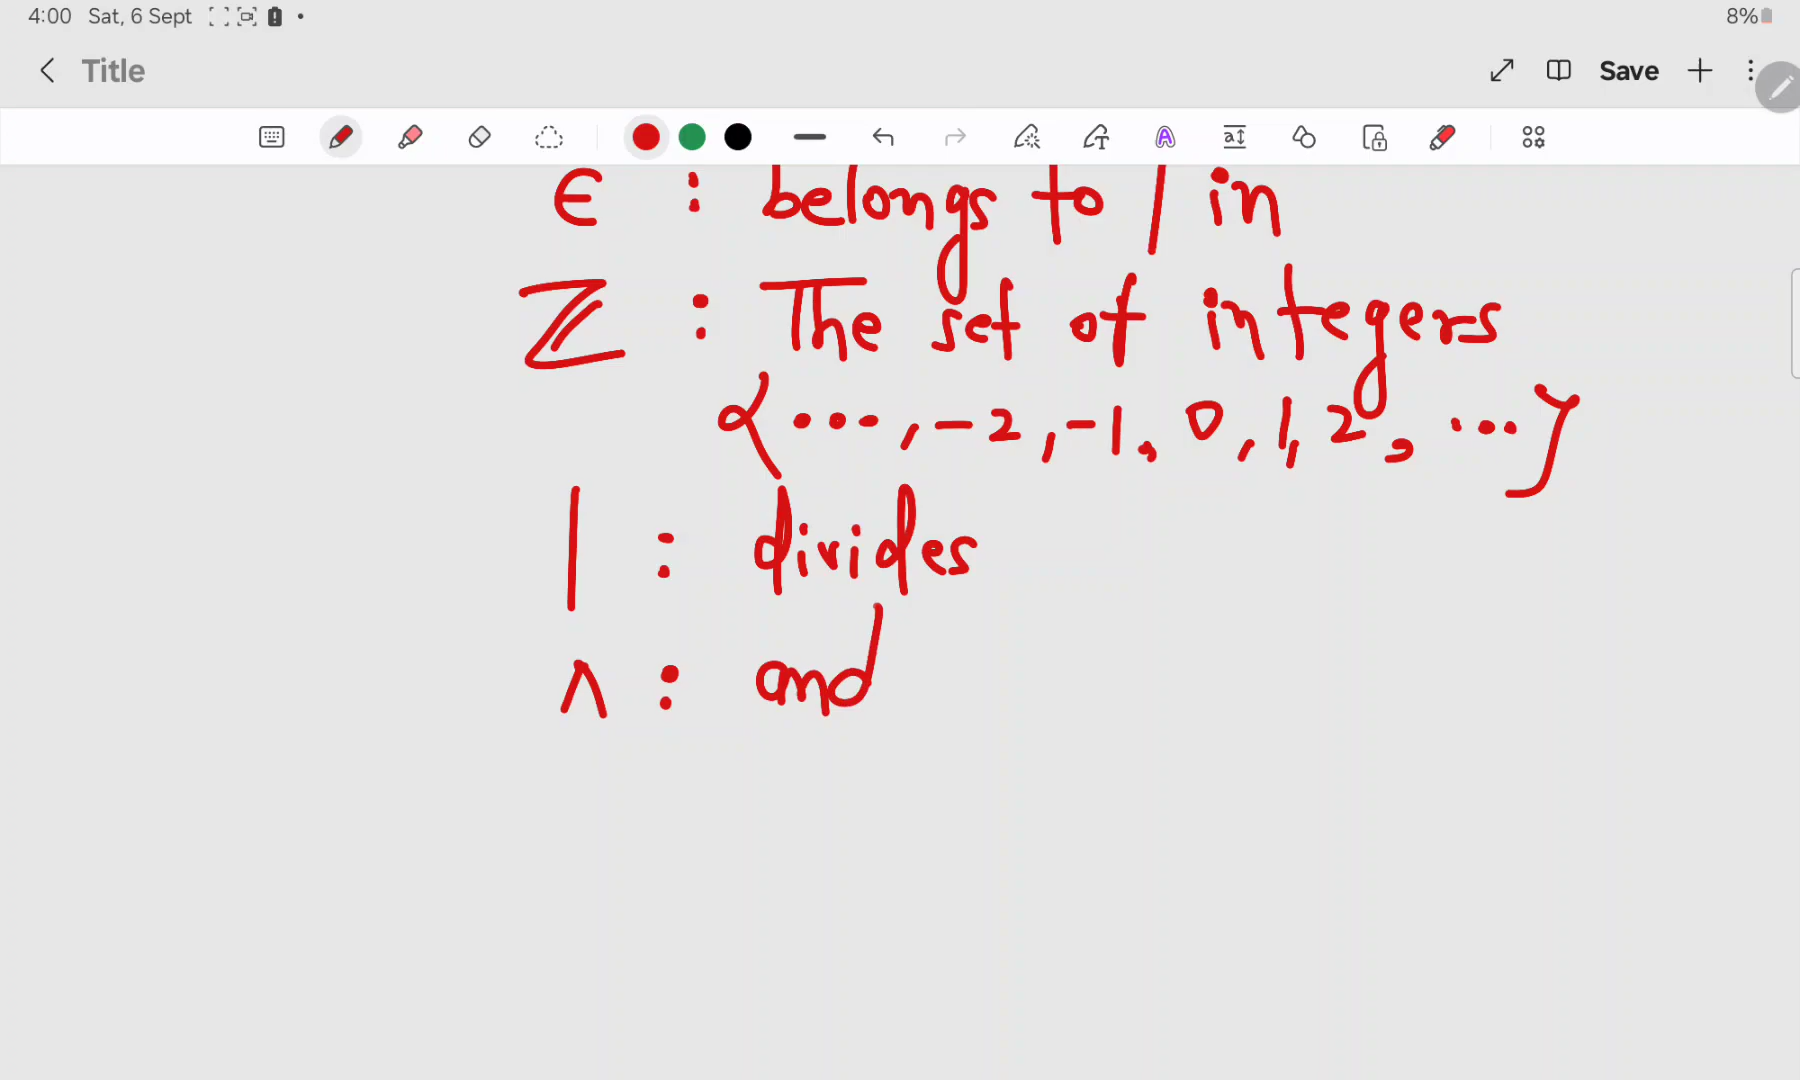 4:00 Sat, 6 Sept 8%
Title Save
∈ : belongs to / in
ℤ : The set of integers
{ ..., -2, -1, 0, 1, 2, ... }
| : divides
∧ : and